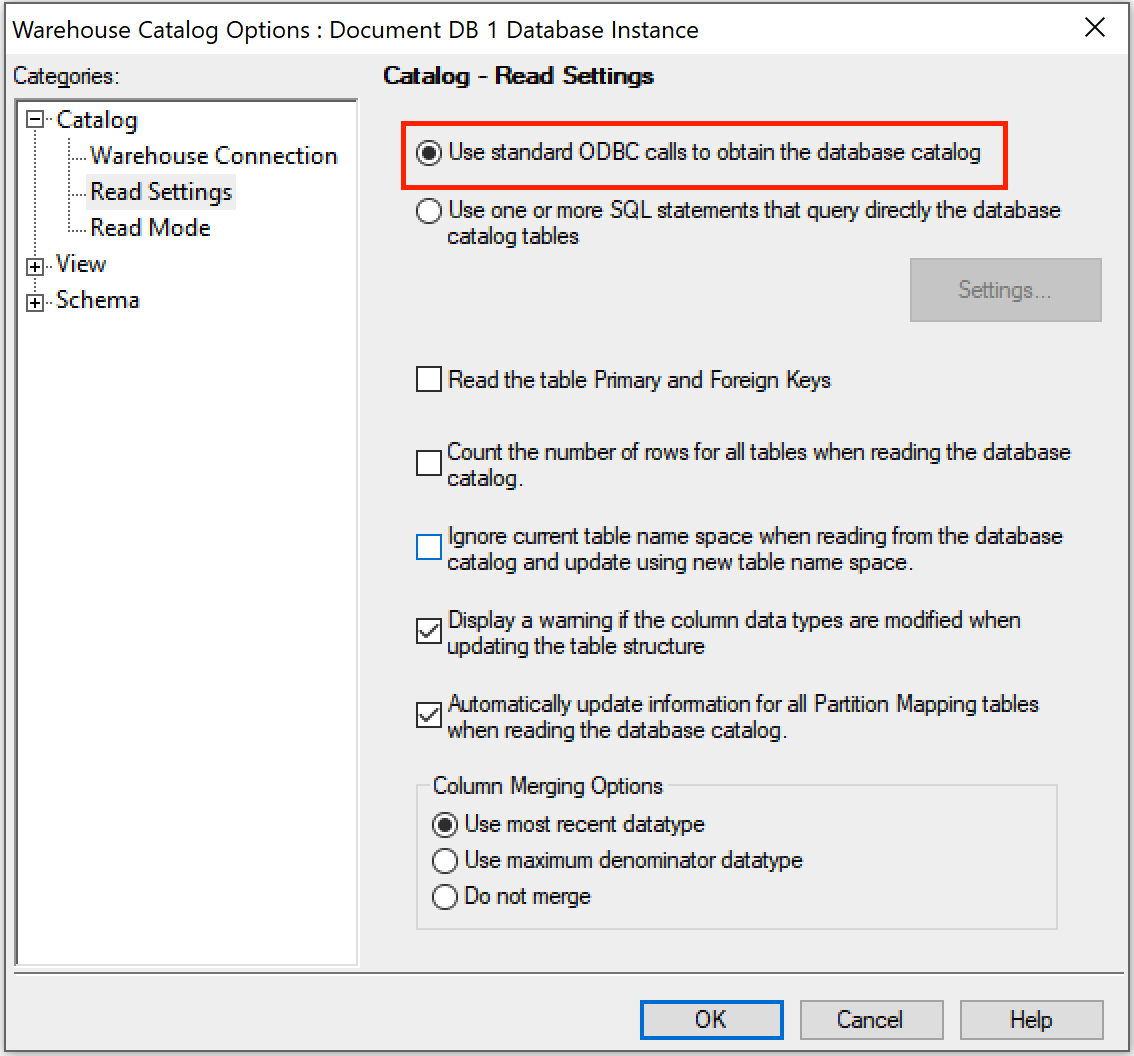 Warehouse Catalog Options : Document DB 1 Database Instance
Categories:
Catalog
Warehouse Connection
Read Settings
Read Mode
View
Schema
Catalog - Read Settings
Use standard ODBC calls to obtain the database catalog
Use one or more SQL statements that query directly the database
catalog tables
Settings...
Read the table Primary and Foreign Keys
Count the number of rows for all tables when reading the database
catalog.
Ignore current table name space when reading from the database
catalog and update using new table name space.
Display a warning if the column data types are modified when
updating the table structure
Automatically update information for all Partition Mapping tables
when reading the database catalog.
Column Merging Options
Use most recent datatype
Use maximum denominator datatype
Do not merge
OK
Cancel
Help